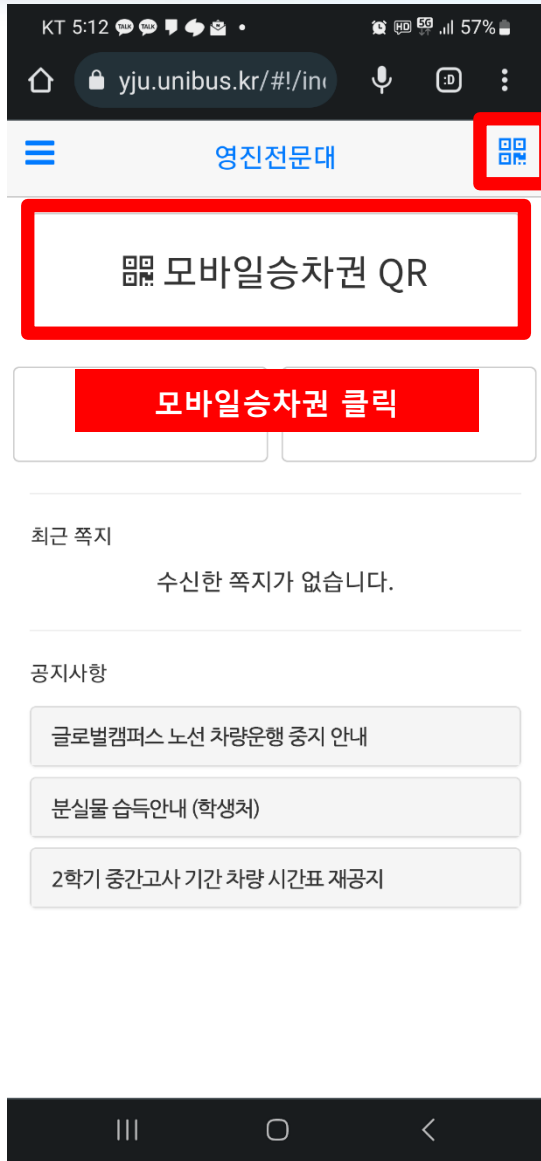 KT 5:12
57%
yju.unibus.kr/#!/in
:D
영진전문대
모바일승차권 QR
모바일승차권 클릭
최근 쪽지
수신한 쪽지가 없습니다.
공지사항
글로벌캠퍼스 노선 차량운행 중지 안내
분실물 습득안내 (학생처)
2학기 중간고사 기간 차량 시간표 재공지